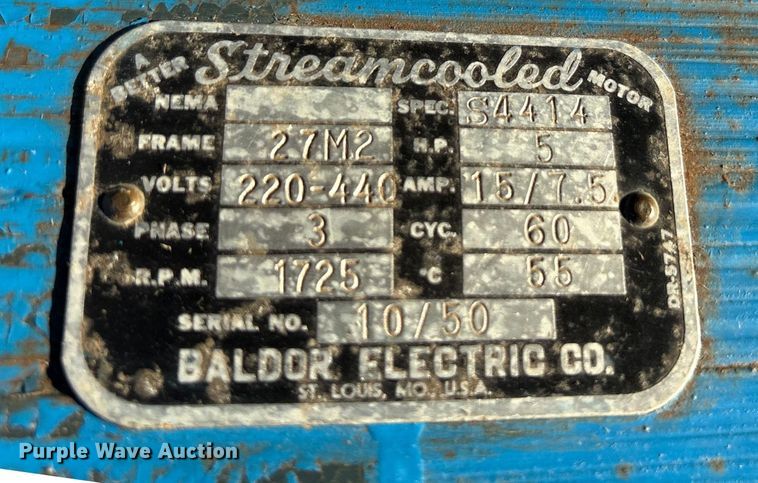 A BETTER Streamcooled MOTOR
NEMA SPEC. S4414
FRAME 27M2 H.P. 5
VOLTS 220-440 AMP. 15/7.5
PHASE 3 CYC. 60
R.P.M. 1725 °C 55
SERIAL NO. 10/50
BALDOR ELECTRIC CO.
ST. LOUIS, MO., U.S.A.
DR-5747
Purple Wave Auction